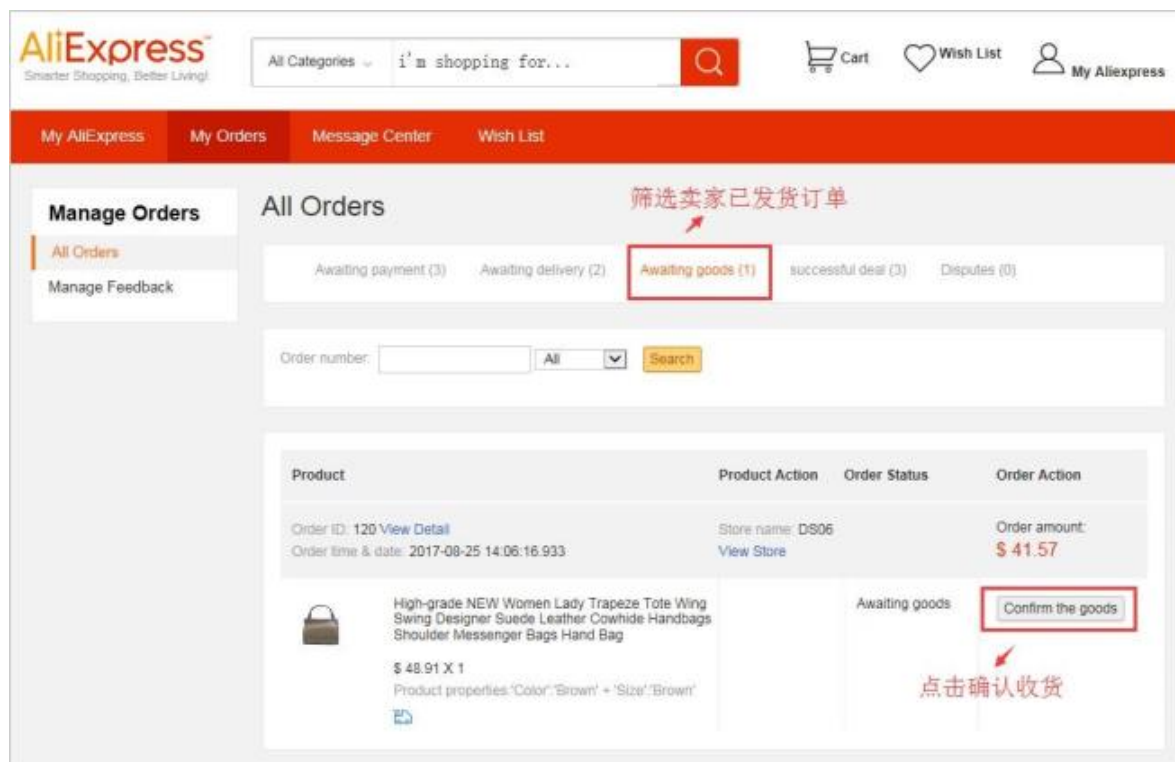 AliExpress™
Smarter Shopping, Better Living!
All Categories
i'm shopping for...
Cart
Wish List
My Aliexpress
My AliExpress
My Orders
Message Center
Wish List
Manage Orders
All Orders
Manage Feedback
All Orders
筛选卖家已发货订单
Awaiting payment (3)
Awaiting delivery (2)
Awaiting goods (1)
successful deal (3)
Disputes (0)
Order number:
All
Search
Product
Product Action
Order Status
Order Action
Order ID: 120 View Detail
Order time & date: 2017-08-25 14:06:16.933
Store name: DS06
View Store
Order amount:
$ 41.57
High-grade NEW Women Lady Trapeze Tote Wing
Swing Designer Suede Leather Cowhide Handbags
Shoulder Messenger Bags Hand Bag
$ 48.91 X 1
Product properties:'Color':'Brown' + 'Size':'Brown'
Awaiting goods
Confirm the goods
点击确认收货